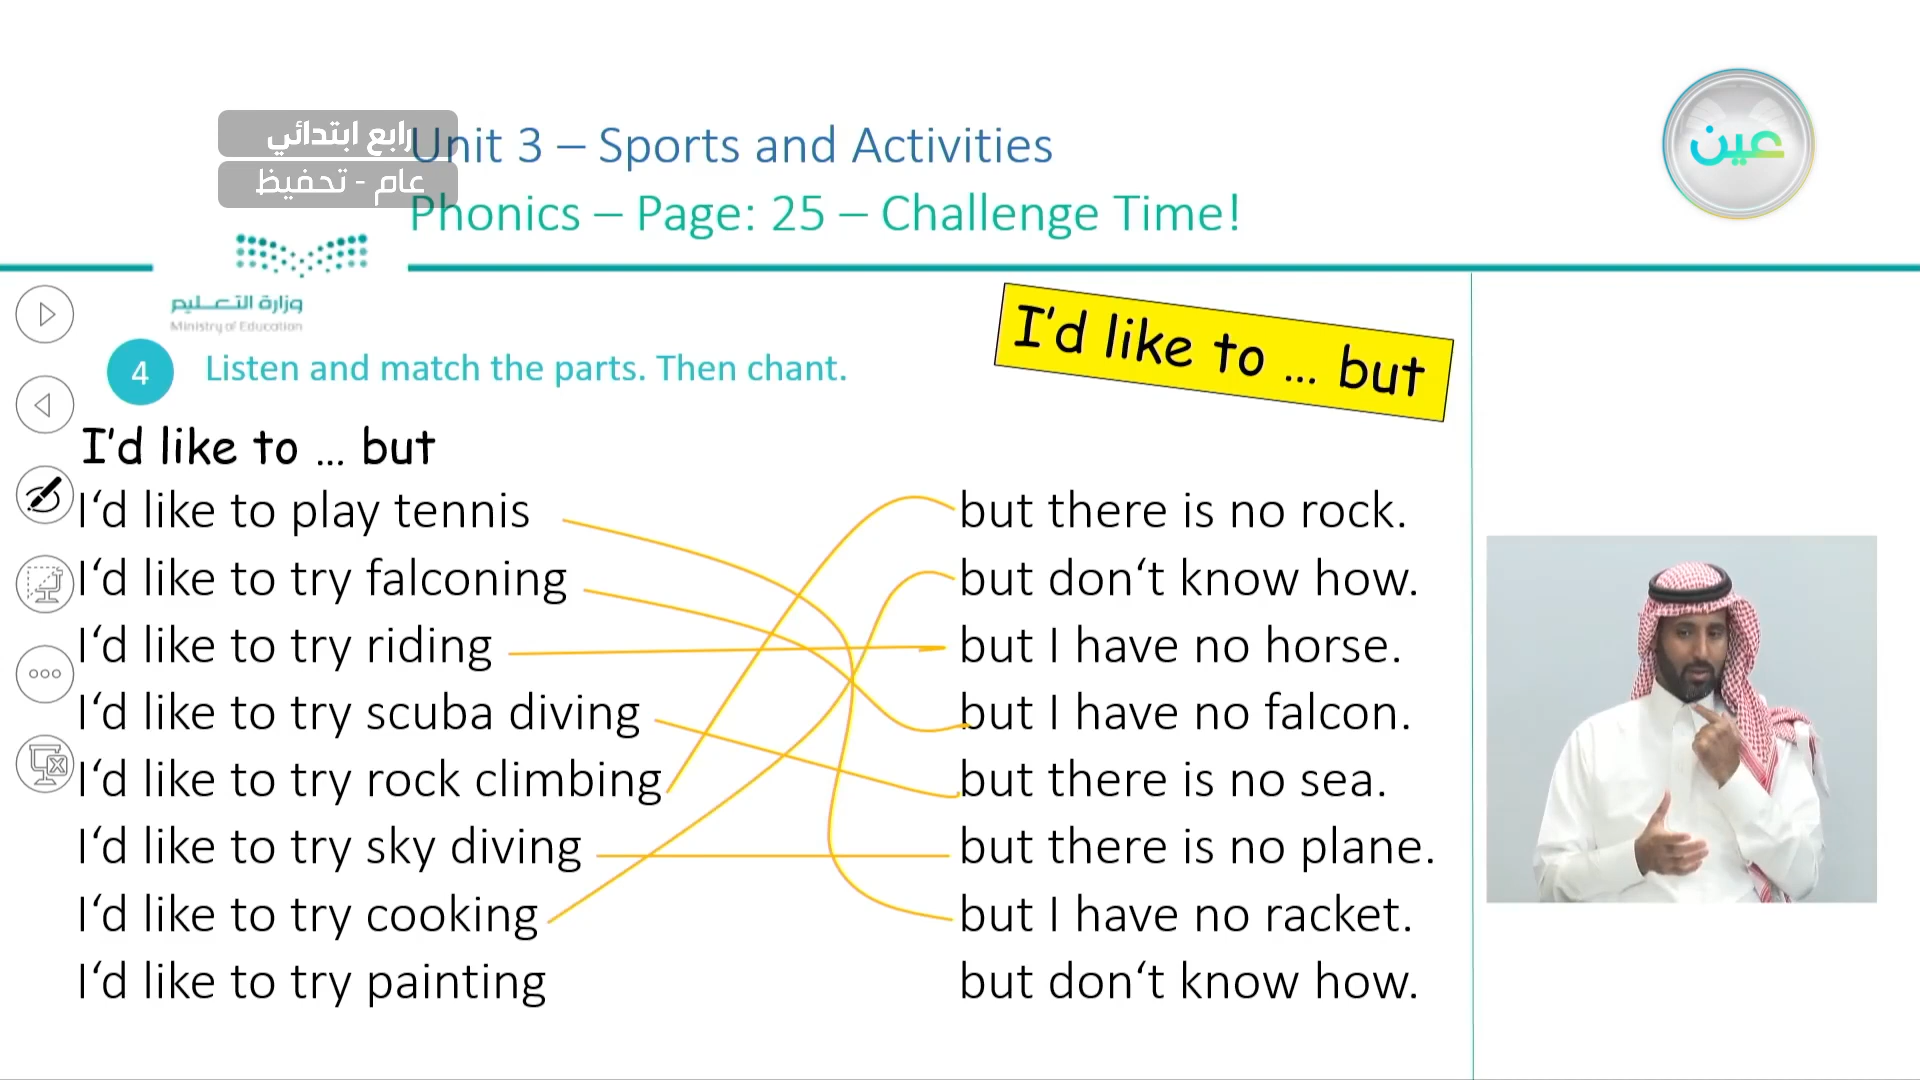 رابع ابتدائي
عام - تحفيظ
Unit 3 – Sports and Activities
Phonics – Page: 25 – Challenge Time!
عين
وزارة التعليم
Ministry of Education
I'd like to ... but
4
Listen and match the parts. Then chant.
I'd like to ... but
I‘d like to play tennis
but there is no rock.
I‘d like to try falconing
but don‘t know how.
I‘d like to try riding
but I have no horse.
I‘d like to try scuba diving
but I have no falcon.
I‘d like to try rock climbing
but there is no sea.
I‘d like to try sky diving
but there is no plane.
I‘d like to try cooking
but I have no racket.
I‘d like to try painting
but don‘t know how.